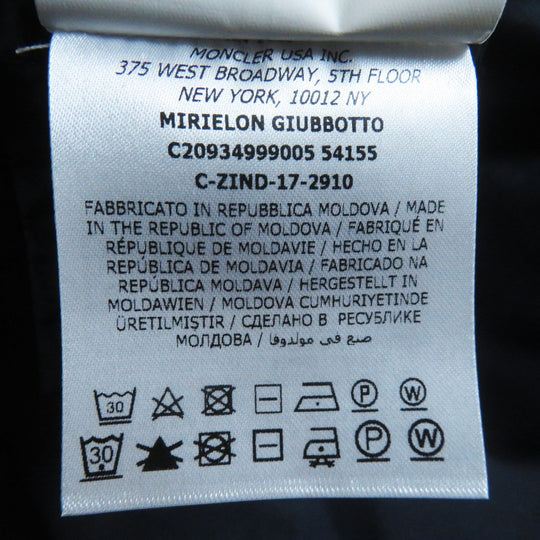 MONCLER USA INC.
375 WEST BROADWAY, 5TH FLOOR
NEW YORK, 10012 NY
MIRIELON GIUBBOTTO
C20934999005 54155
C-ZIND-17-2910
FABBRICATO IN REPUBBLICA MOLDOVA / MADE
IN THE REPUBLIC OF MOLDOVA / FABRIQUÉ EN
RÉPUBLIQUE DE MOLDAVIE / HECHO EN LA
REPÚBLICA DE MOLDAVIA / FABRICADO NA
REPÚBLICA MOLDOVA / HERGESTELLT IN
MOLDAWIEN / MOLDOVA CUMHURIYETINDE
ÜRETILMIŞTIR / СДЕЛАНО В РЕСПУБЛИКЕ
МОЛДОВА / صنع في مولدوفا
30 P W
30 P W